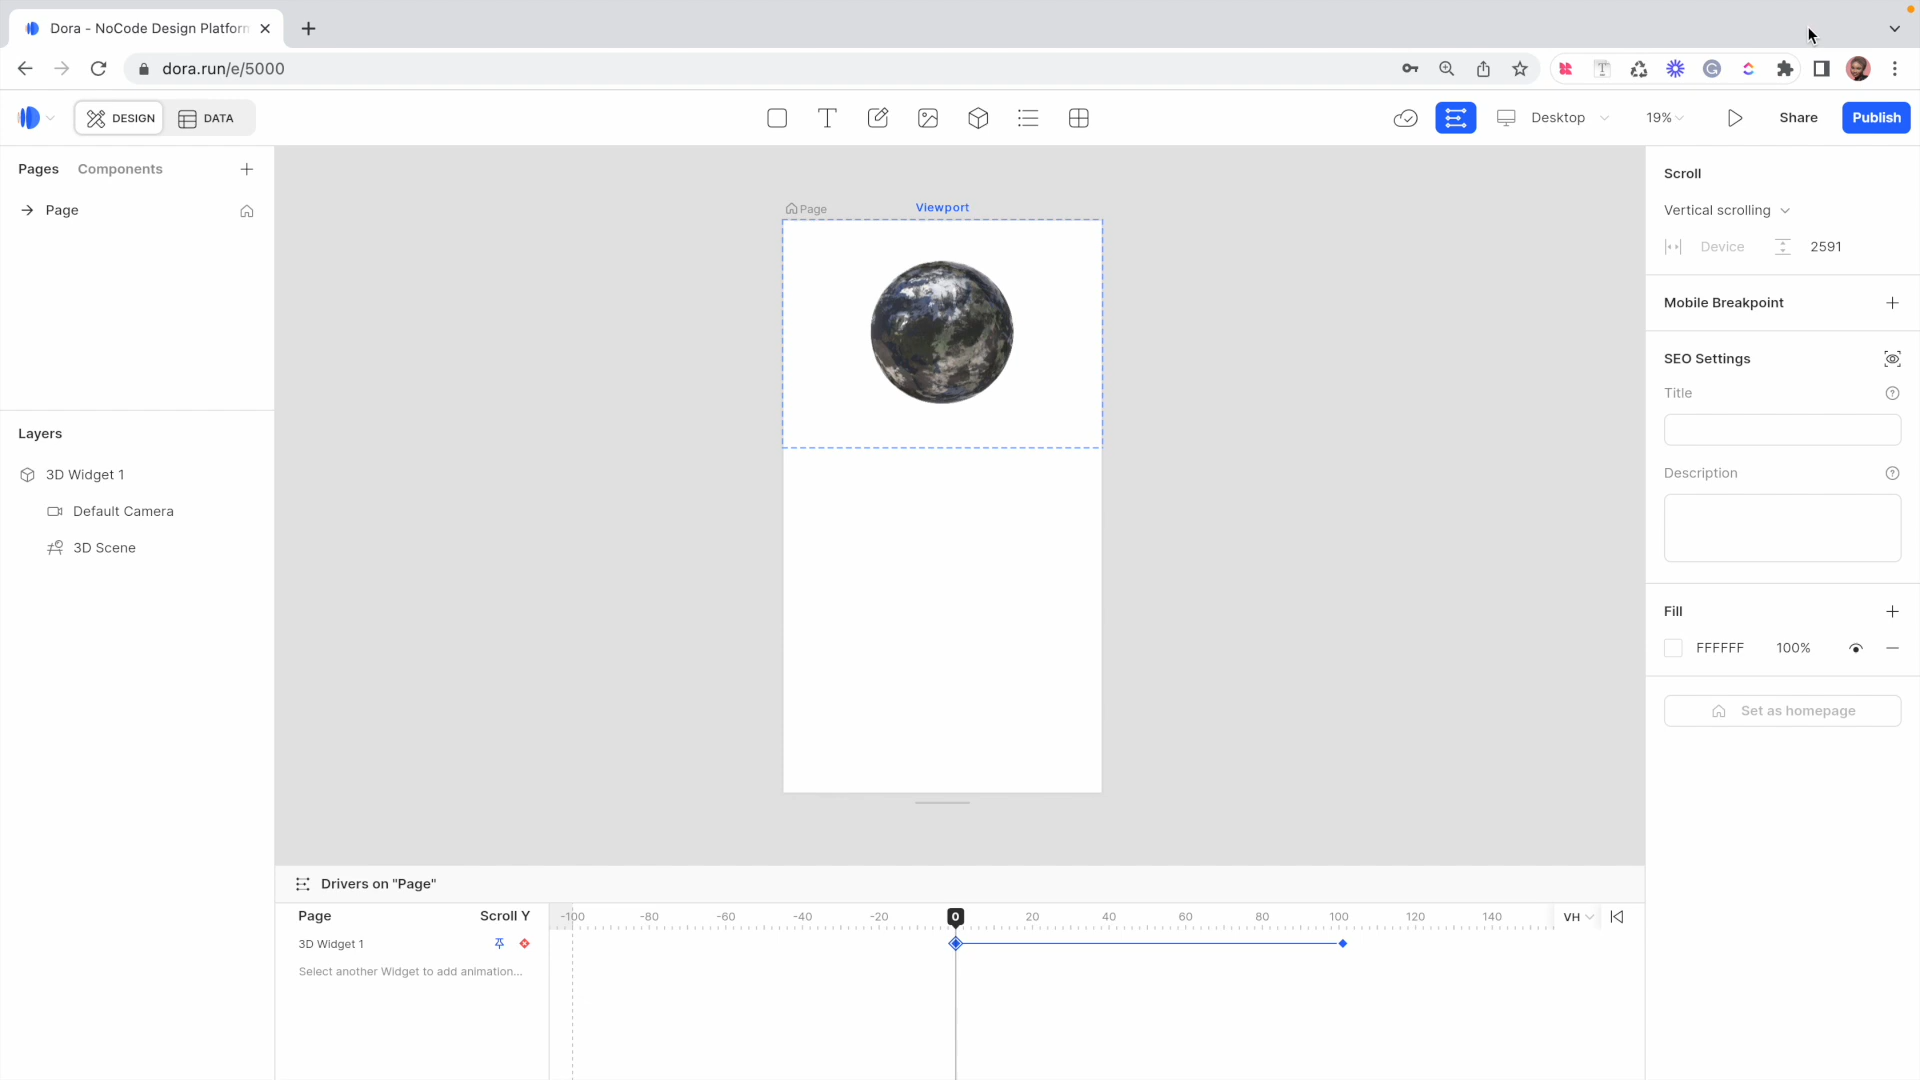 Dora - NoCode Design Platform
dora.run/e/5000
DESIGN
DATA
Desktop
19%
Share
Publish
Pages
Components
Page
Layers
3D Widget 1
Default Camera
3D Scene
Page
Viewport
Scroll
Vertical scrolling
Device
2591
Mobile Breakpoint
SEO Settings
Title
Description
Fill
FFFFFF
100%
Set as homepage
Drivers on "Page"
Page
Scroll Y
-100 -80 -60 -40 -20 0 20 40 60 80 100 120 140
VH
3D Widget 1
Select another Widget to add animation...